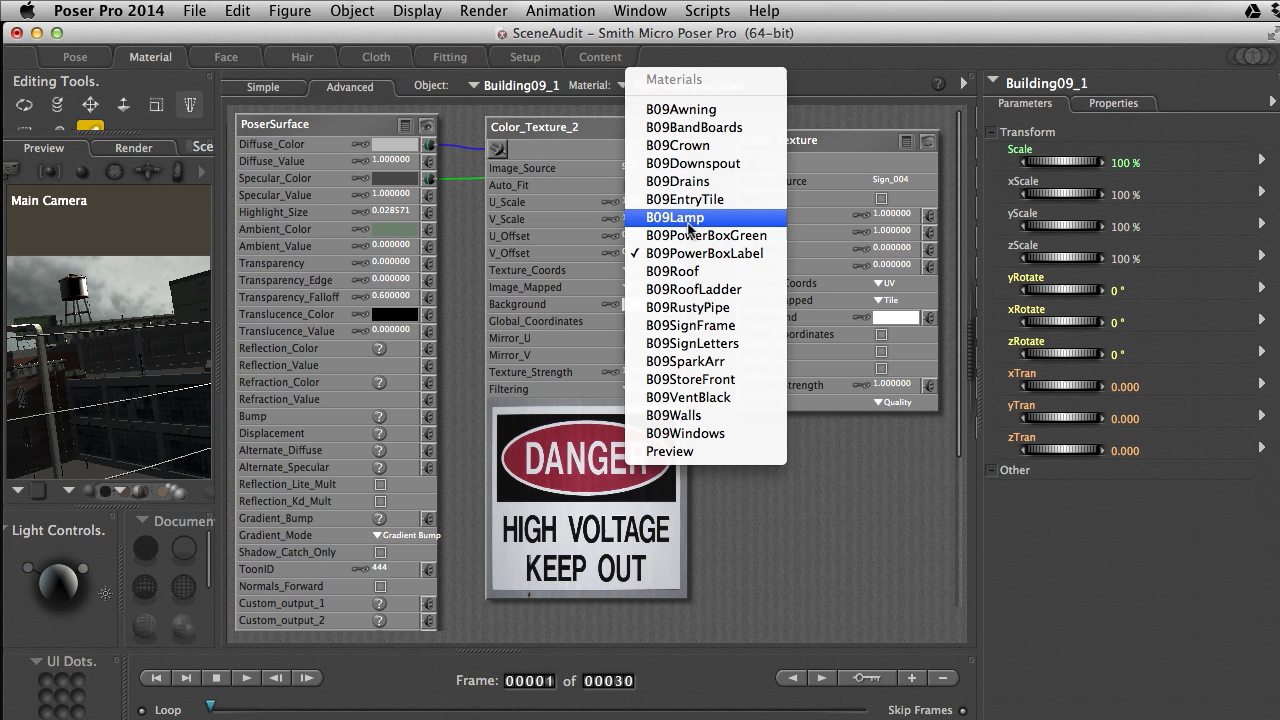 Poser Pro 2014 File Edit Figure Object Display Render Animation Window Scripts Help
SceneAudit - Smith Micro Poser Pro (64-bit)
Pose Material Face Hair Cloth Fitting Setup Content
Editing Tools.
Simple Advanced Object: Building09_1 Material:
Preview Render Sce
Main Camera
Light Controls.
Documen
UI Dots.
PoserSurface
Diffuse_Color
Diffuse_Value 1.000000
Specular_Color
Specular_Value 1.000000
Highlight_Size 0.028571
Ambient_Color
Ambient_Value 0.000000
Transparency 0.000000
Transparency_Edge 0.000000
Transparency_Falloff 0.600000
Translucence_Color
Translucence_Value 0.000000
Reflection_Color
Reflection_Value
Refraction_Color
Refraction_Value
Bump
Displacement
Alternate_Diffuse
Alternate_Specular
Reflection_Lite_Mult
Reflection_Kd_Mult
Gradient_Bump
Gradient_Mode Gradient Bump
Shadow_Catch_Only
ToonID 444
Normals_Forward
Custom_output_1
Custom_output_2
Color_Texture_2
Image_Source
Auto_Fit
U_Scale
V_Scale
U_Offset
V_Offset
Texture_Coords
Image_Mapped
Background
Global_Coordinates
Mirror_U
Mirror_V
Texture_Strength
Filtering
DANGER
HIGH VOLTAGE
KEEP OUT
Materials
B09Awning
B09BandBoards
B09Crown
B09Downspout
B09Drains
B09EntryTile
B09Lamp
B09PowerBoxGreen
✓ B09PowerBoxLabel
B09Roof
B09RoofLadder
B09RustyPipe
B09SignFrame
B09SignLetters
B09SparkArr
B09StoreFront
B09VentBlack
B09Walls
B09Windows
Preview
exture
ource Sign_004
1.000000
1.000000
0.000000
0.000000
oords UV
apped Tile
nd
oordinates
trength 1.000000
Quality
Building09_1
Parameters Properties
Transform
Scale 100 %
xScale 100 %
yScale 100 %
zScale 100 %
yRotate 0 °
xRotate 0 °
zRotate 0 °
xTran 0.000
yTran 0.000
zTran 0.000
Other
Frame: 00001 of 00030
Loop
Skip Frames